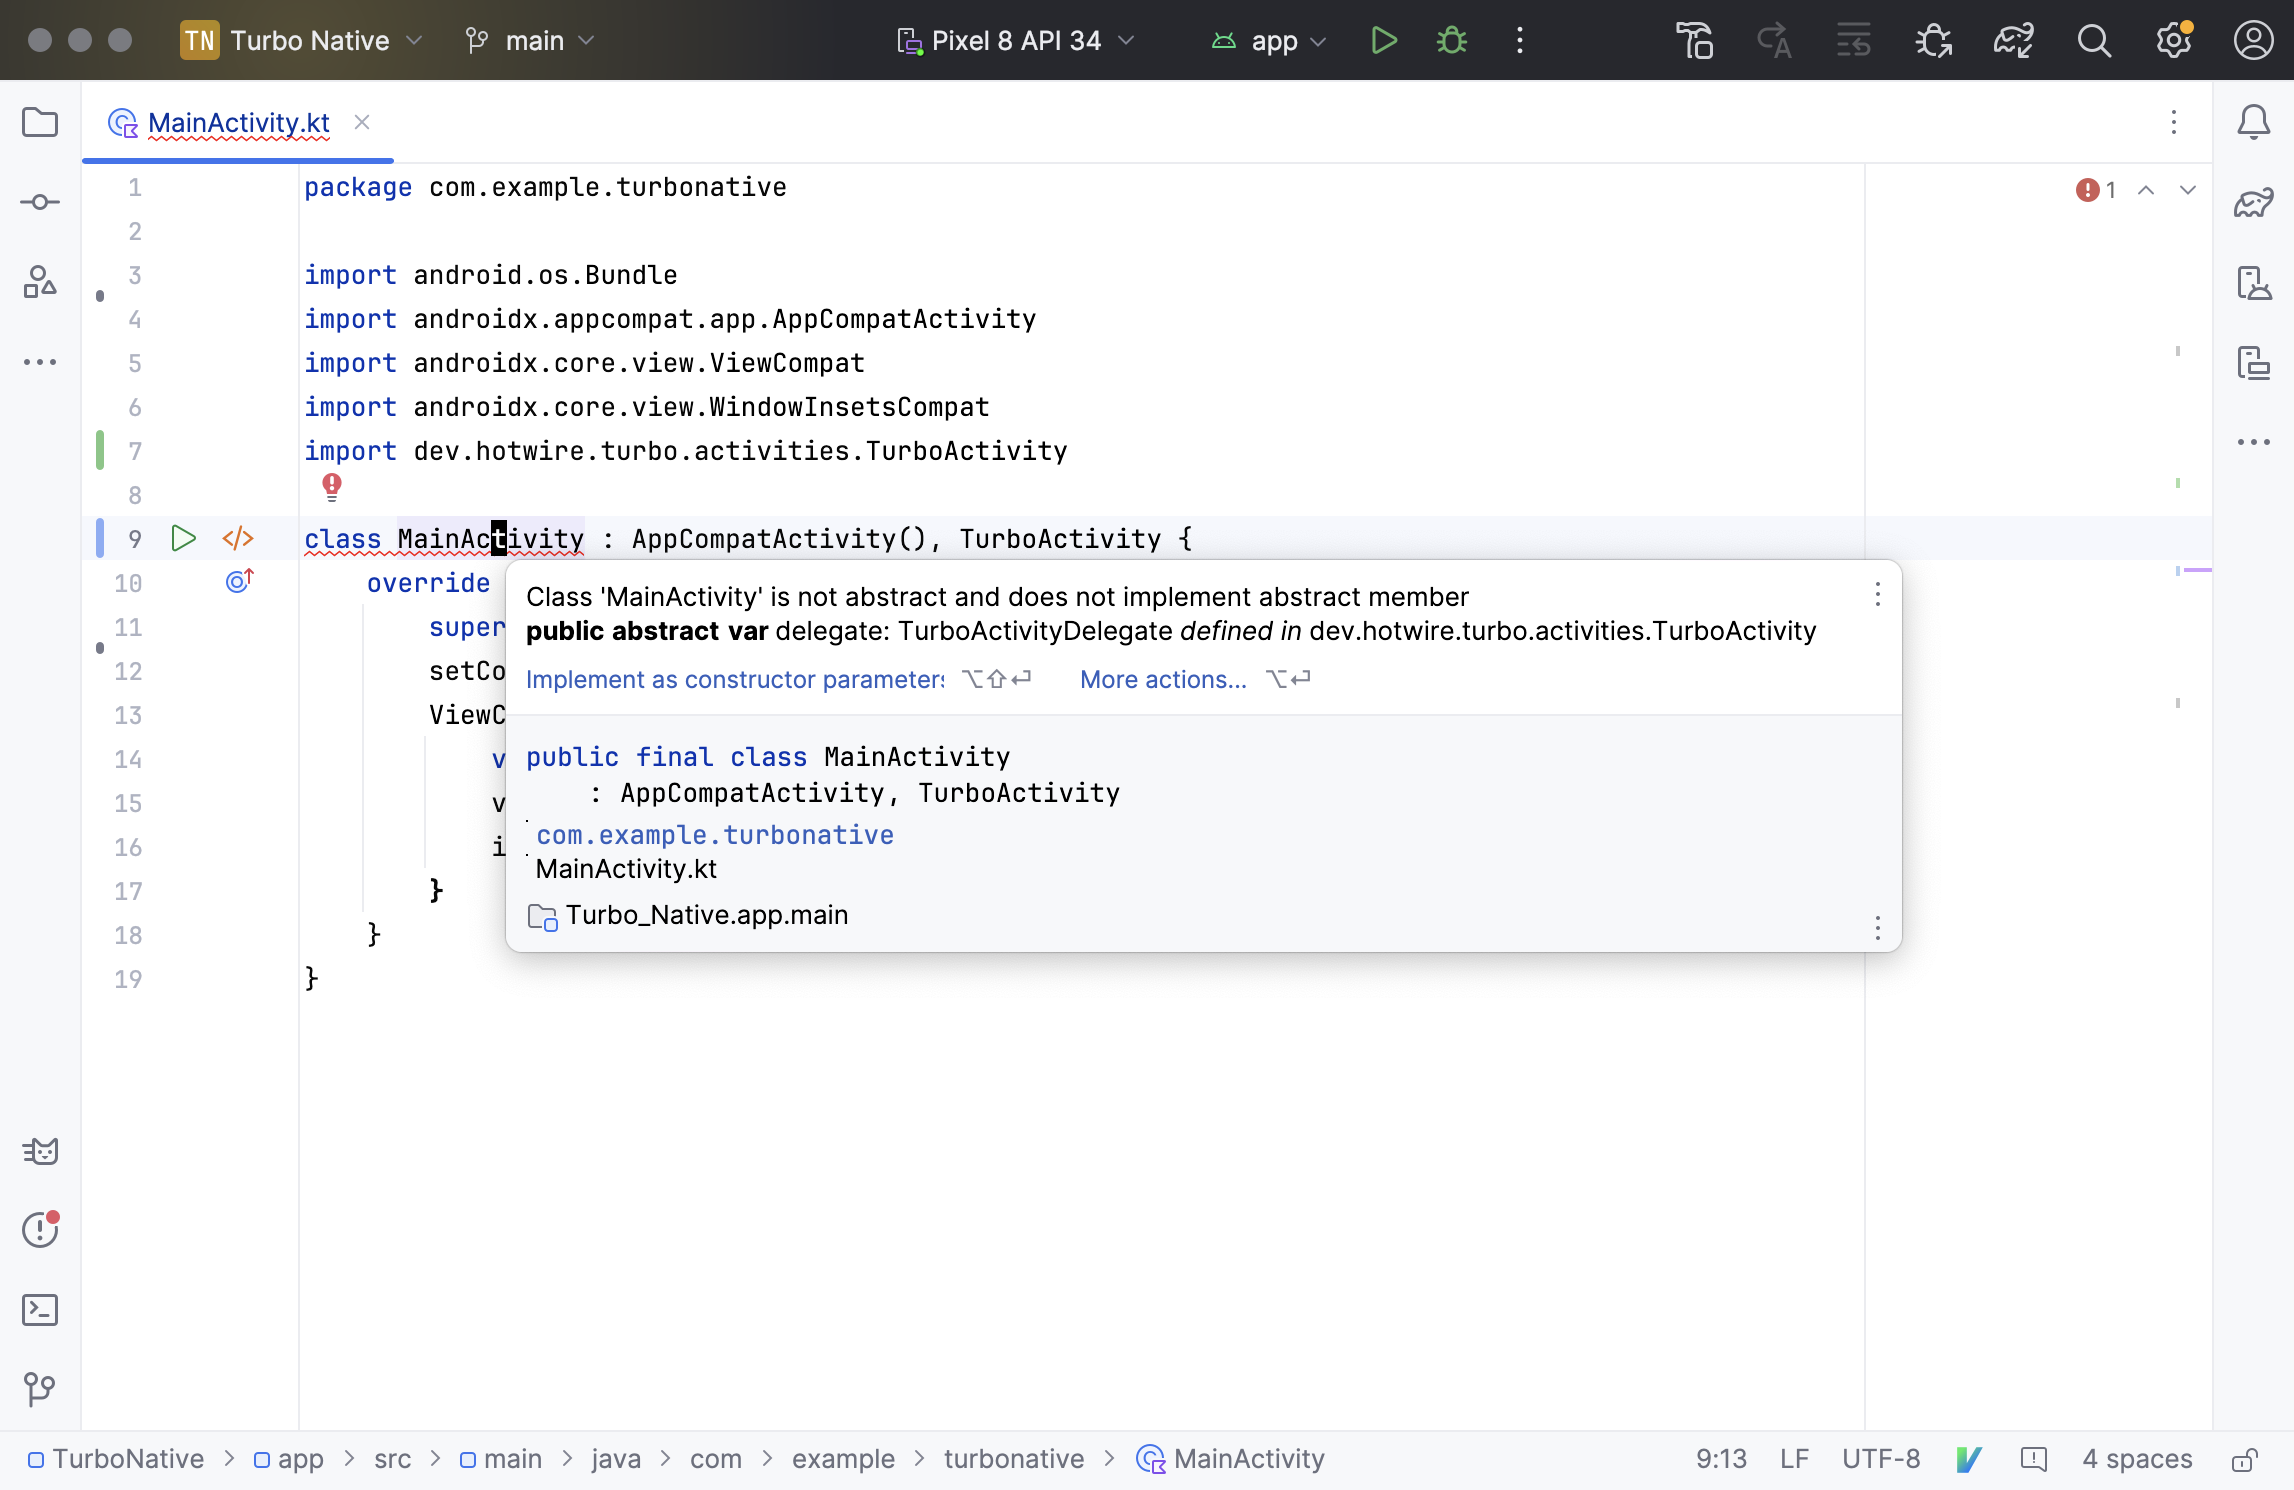 TN Turbo Native main Pixel 8 API 34 app
MainActivity.kt
1 package com.example.turbonative
2
3 import android.os.Bundle
4 import androidx.appcompat.app.AppCompatActivity
5 import androidx.core.view.ViewCompat
6 import androidx.core.view.WindowInsetsCompat
7 import dev.hotwire.turbo.activities.TurboActivity
8
9 class MainActivity : AppCompatActivity(), TurboActivity {
10 override
11 super
12 setCo
13 ViewC
14 v
15 v
16 i
17 }
18 }
19 }
1
Class 'MainActivity' is not abstract and does not implement abstract member
public abstract var delegate: TurboActivityDelegate defined in dev.hotwire.turbo.activities.TurboActivity
Implement as constructor parameters ⌥⇧⏎ More actions... ⌥⏎
public final class MainActivity
: AppCompatActivity, TurboActivity
com.example.turbonative
MainActivity.kt
Turbo_Native.app.main
TurboNative > app > src > main > java > com > example > turbonative > MainActivity
9:13 LF UTF-8 4 spaces